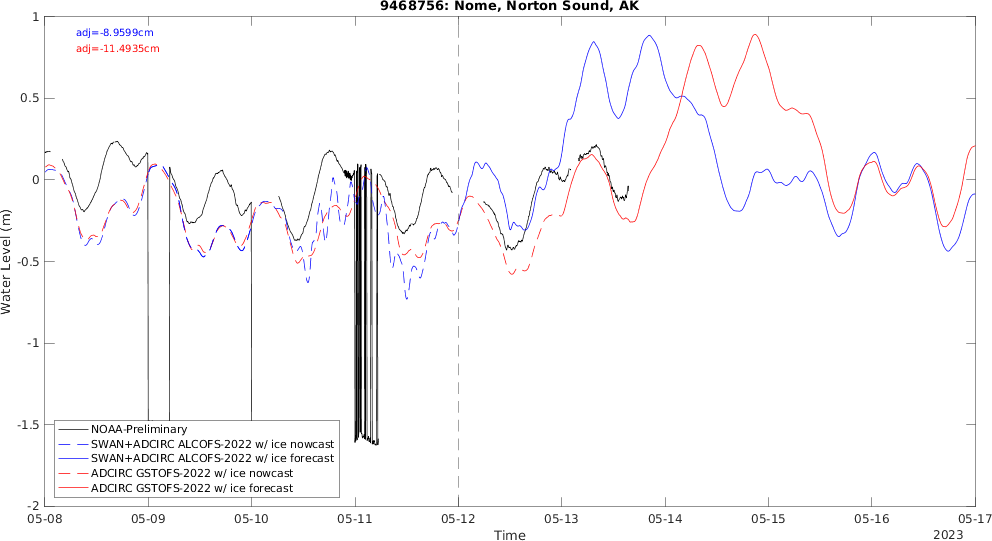 9468756: Nome, Norton Sound, AK
adj=-8.9599cm
adj=-11.4935cm
1
0.5
0
-0.5
-1
-1.5
-2
Water Level (m)
NOAA-Preliminary
SWAN+ADCIRC ALCOFS-2022 w/ ice nowcast
SWAN+ADCIRC ALCOFS-2022 w/ ice forecast
ADCIRC GSTOFS-2022 w/ ice nowcast
ADCIRC GSTOFS-2022 w/ ice forecast
05-08 05-09 05-10 05-11 05-12 05-13 05-14 05-15 05-16 05-17
Time
2023